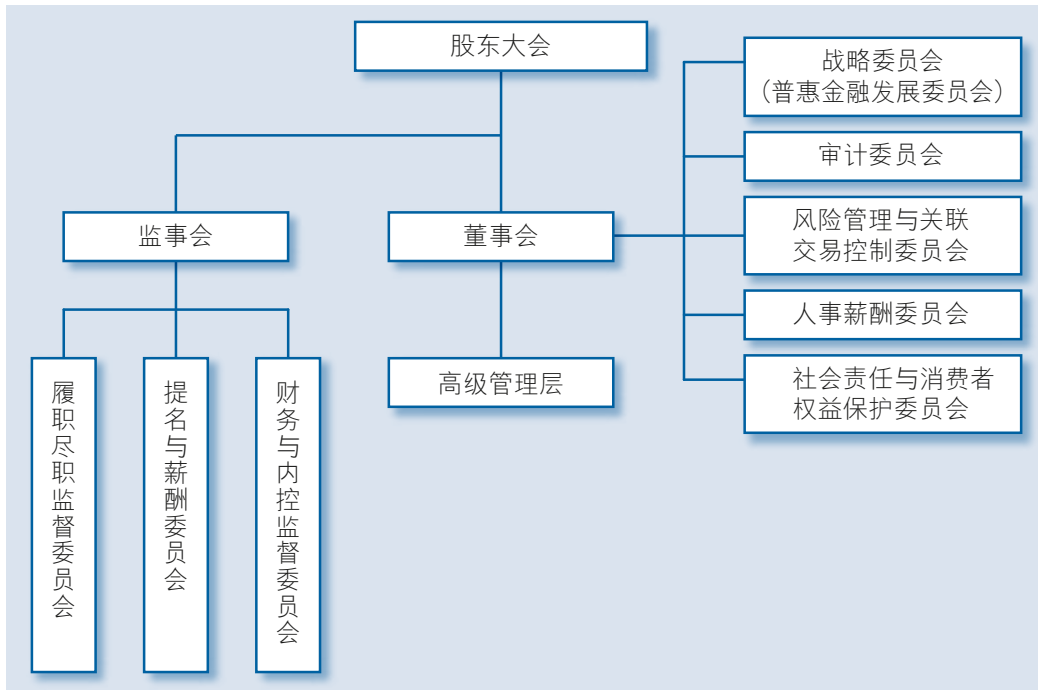 股东大会
战略委员会
（普惠金融发展委员会）
审计委员会
监事会
董事会
风险管理与关联
交易控制委员会
人事薪酬委员会
高级管理层
社会责任与消费者
权益保护委员会
履职尽职监督委员会
提名与薪酬委员会
财务与内控监督委员会